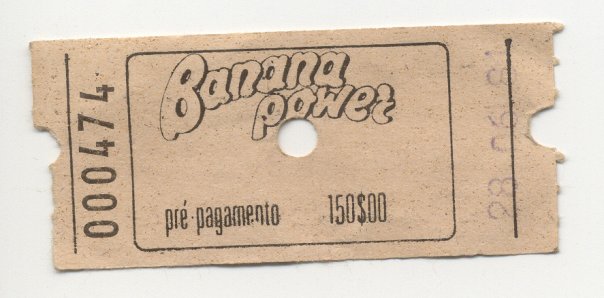 000474
Banana
power
pré-pagamento 150$00